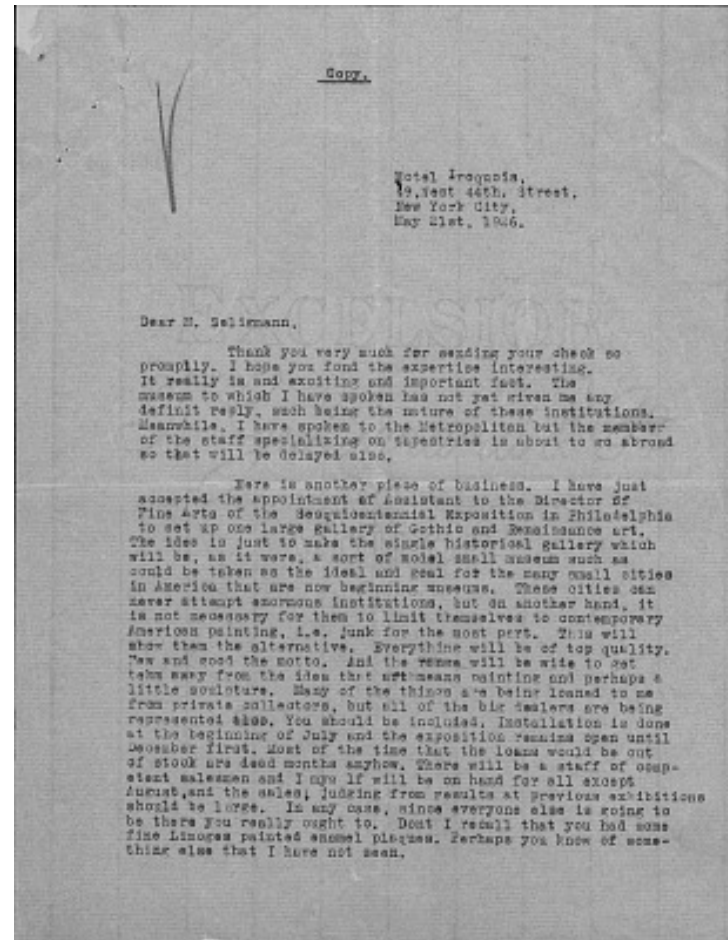 Copy.
Hotel Iroquois,
49, West 44th. Street,
New York City,
May 21st, 1926.
EXCELSIOR
Dear M. Seligmann,
Thank you very much for sending your check so
promplly. I hope you fond the expertise interesting.
It really is and exciting and important fact. The
museum to which I have spoken has not yet given me any
definit reply, such being the nature of these institutions.
Meanwhile, I have spoken to the Metropolitan but the memberr
of the staff specializing on tapestries is about to go abroad
so that will be delayed also.
Here is another piece of business. I have just
accepted the appointment of Assistant to the Director of
Fine Arts of the Sesquicentennial Exposition in Philadelphia
to set up one large gallery of Gothic and Renaissance art.
The idea is just to make the single historical gallery which
will be, as it were, a sort of model small museum such as
could be taken as the ideal and goal for the many small cities
in America that are now beginning museums. These cities can
never attempt enormous institutions, but on another hand, it
is not necessary for them to limit themselves to contemporary
American painting, i.e. junk for the most part. This will
show them the alternative. Everything will be of top quality.
Few and good the motto. And the range will be wide to get
them away from the idea that art means painting and perhaps a
little sculpture. Many of the things are being loaned to me
from private collectors, but all of the big dealers are being
represented also. You should be included. Installation is done
at the beginning of July and the exposition remains open until
December first. Most of the time that the loans would be out
of stock are dead months anyhow. There will be a staff of comp-
etent salesmen and I myself will be on hand for all except
August, and the sales, judging from results at previous exhibitions
should be large. In any case, since everyone else is going to
be there you really ought to. Dont I recall that you had some
fine Limoges painted enamel plaques. Perhaps you know of some-
thing else that I have not seen.